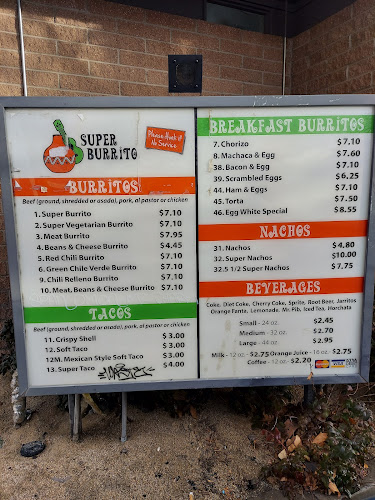 SUPER
BURRITO
Please Honk if
No Service
BURRITOS
Beef (ground, shredded or asada), pork, al pastor or chicken
1. Super Burrito $7.10
2. Super Vegetarian Burrito $7.10
3. Meat Burrito $7.95
4. Beans & Cheese Burrito $4.45
5. Red Chili Burrito $7.10
6. Green Chile Verde Burrito $7.10
9. Chili Relleno Burrito $7.10
10. Meat, Beans & Cheese Burrito $7.10
TACOS
Beef (ground, shredded or asada), pork, al pastor or chicken
11. Crispy Shell $3.00
12. Soft Taco $3.00
12M. Mexican Style Soft Taco $3.00
13. Super Taco $4.00
BREAKFAST BURRITOS
7. Chorizo $7.10
8. Machaca & Egg $7.60
38. Bacon & Egg $7.10
39. Scrambled Eggs $6.25
44. Ham & Eggs $7.10
45. Torta $7.50
46. Egg White Special $8.55
NACHOS
31. Nachos $4.80
32. Super Nachos $10.00
32.5 1/2 Super Nachos $7.75
BEVERAGES
Coke, Diet Coke, Cherry Coke, Sprite, Root Beer, Jarritos
Orange Fanta, Lemonade, Mr. Pib, Iced Tea, Horchata
Small - 24 oz. $2.45
Medium - 32 oz. $2.70
Large - 44 oz. $2.95
Milk - 12 oz. - $2.75 Orange Juice - 16 oz. - $2.75
Coffee - 12 oz. - $2.20
VISA